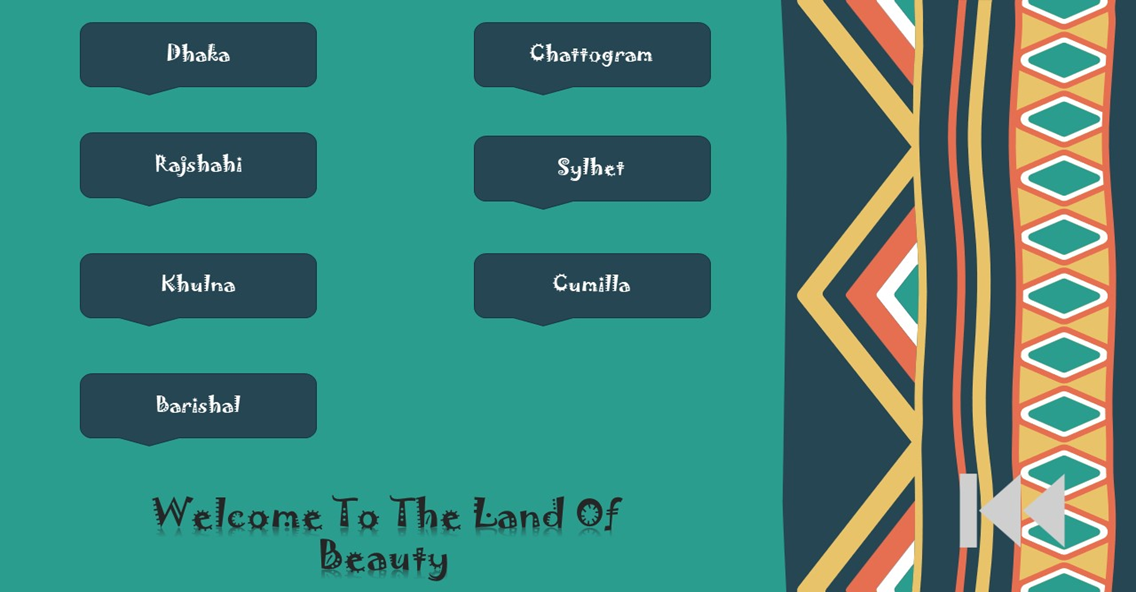 Dhaka
Chattogram
Rajshahi
Sylhet
Khulna
Cumilla
Barishal
Welcome To The Land Of
Beauty